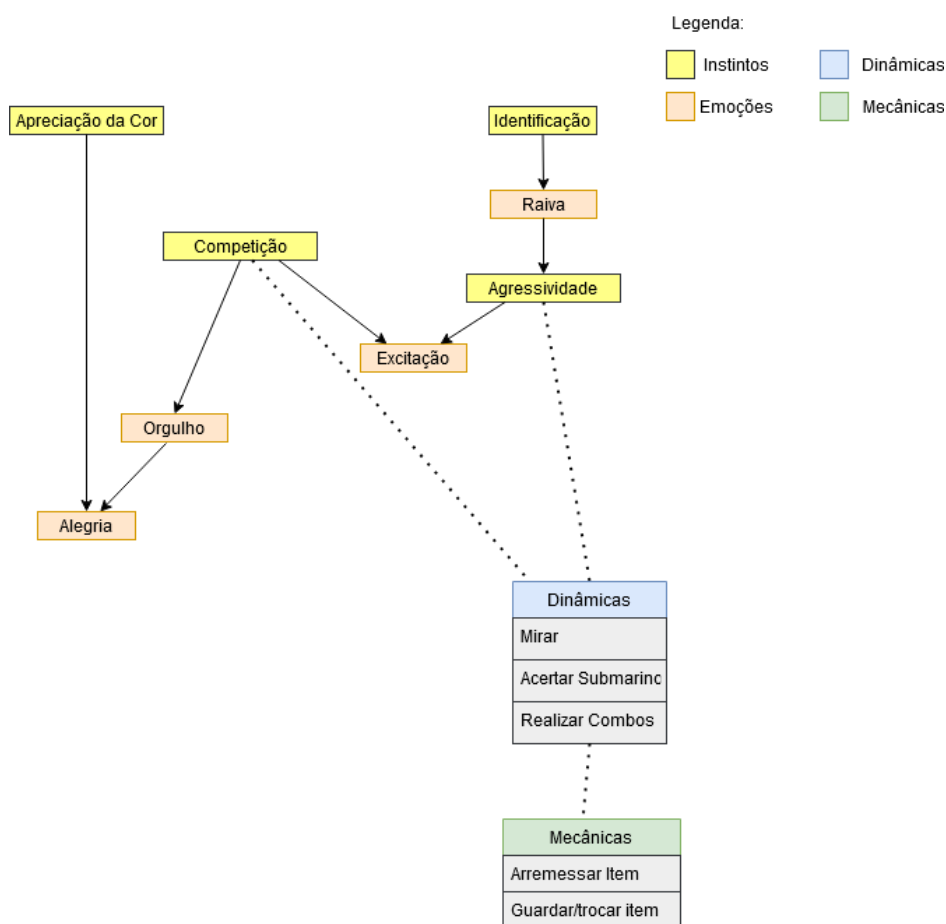 Legenda:
Instintos
Dinâmicas
Emoções
Mecânicas
Apreciação da Cor
Identificação
Raiva
Competição
Agressividade
Excitação
Orgulho
Alegria
Dinâmicas
Mirar
Acertar Submarino
Realizar Combos
Mecânicas
Arremessar Item
Guardar/trocar item